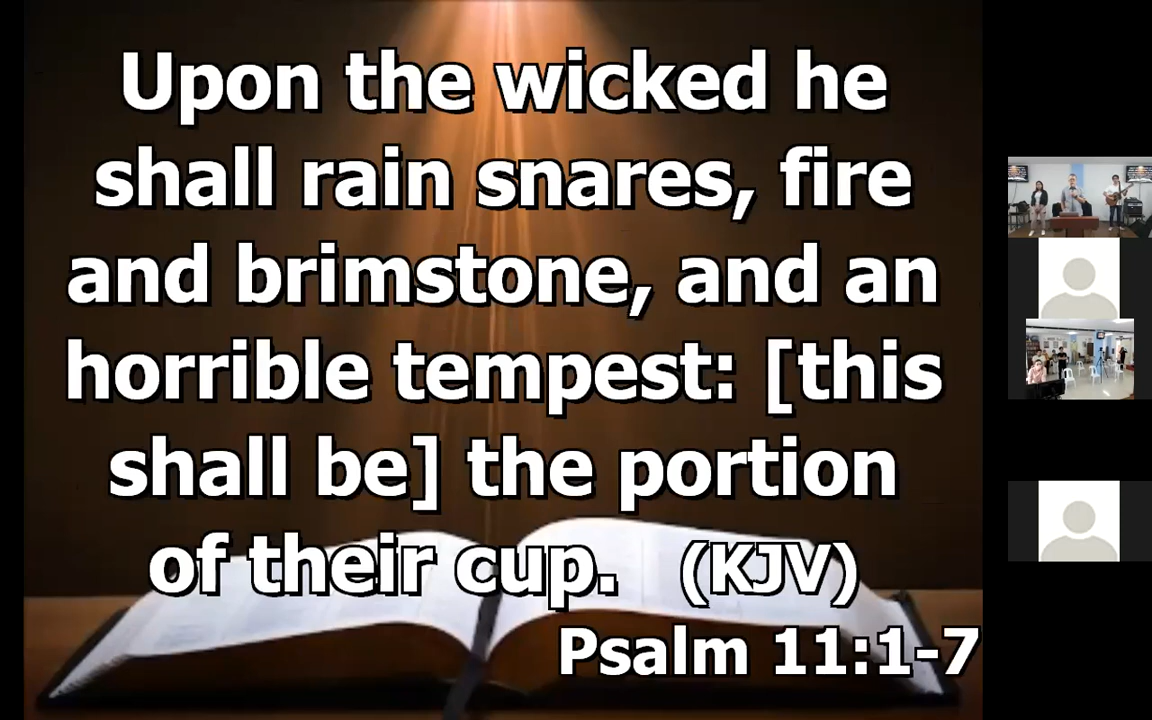 Upon the wicked he
shall rain snares, fire
and brimstone, and an
horrible tempest: [this
shall be] the portion
of their cup. (KJV)
Psalm 11:1-7